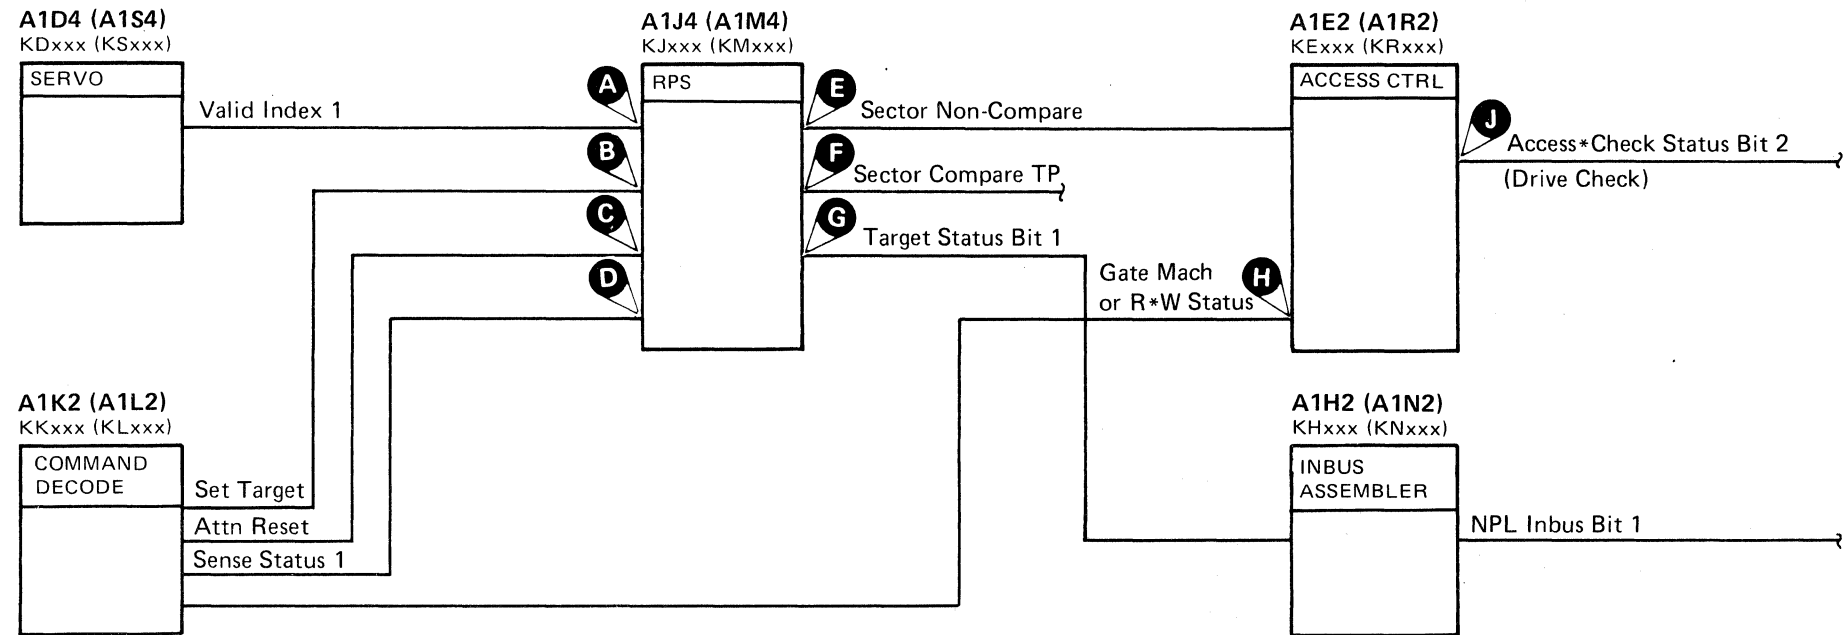 A1D4 (A1S4)
KDxxx (KSxxx)
SERVO
Valid Index 1
A1J4 (A1M4)
KJxxx (KMxxx)
RPS
A
B
C
D
E
Sector Non-Compare
F
Sector Compare TP
G
Target Status Bit 1
A1E2 (A1R2)
KExxx (KRxxx)
ACCESS CTRL
J
Access*Check Status Bit 2
(Drive Check)
Gate Mach
or R*W Status
H
A1K2 (A1L2)
KKxxx (KLxxx)
COMMAND
DECODE
Set Target
Attn Reset
Sense Status 1
A1H2 (A1N2)
KHxxx (KNxxx)
INBUS
ASSEMBLER
NPL Inbus Bit 1